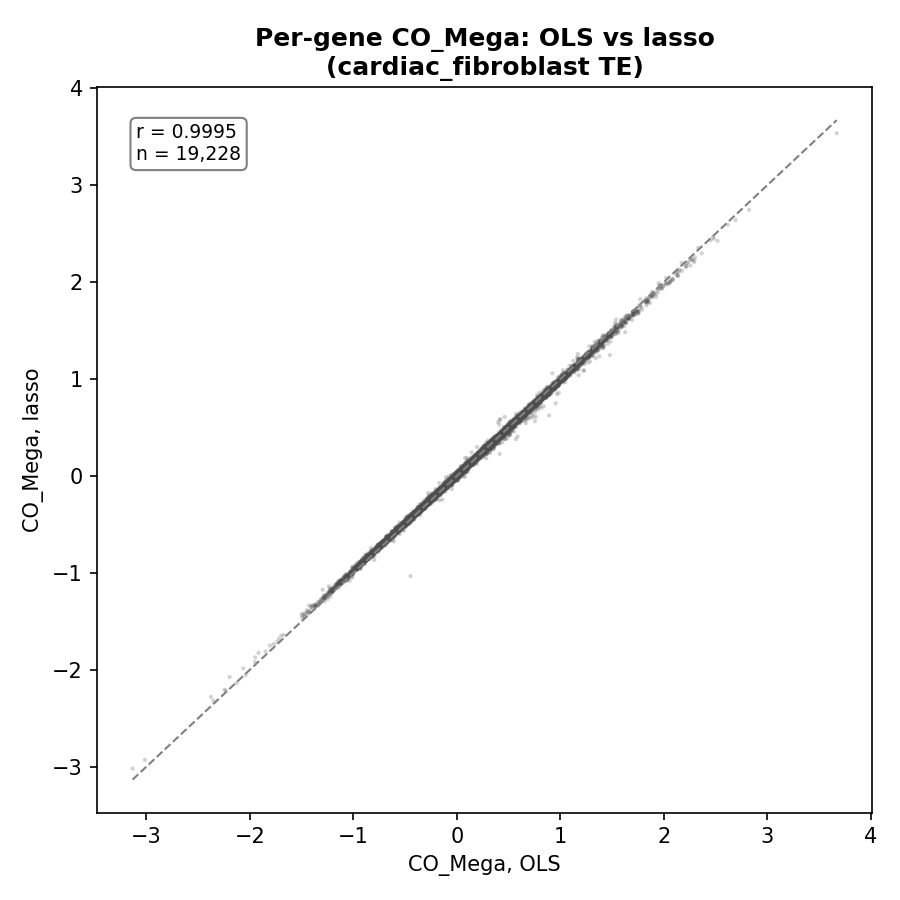 Per-gene CO_Mega: OLS vs lasso
(cardiac_fibroblast TE)
r = 0.9995
n = 19,228
4
3
2
1
0
−1
−2
−3
CO_Mega, lasso
−3
−2
−1
0
1
2
3
4
CO_Mega, OLS